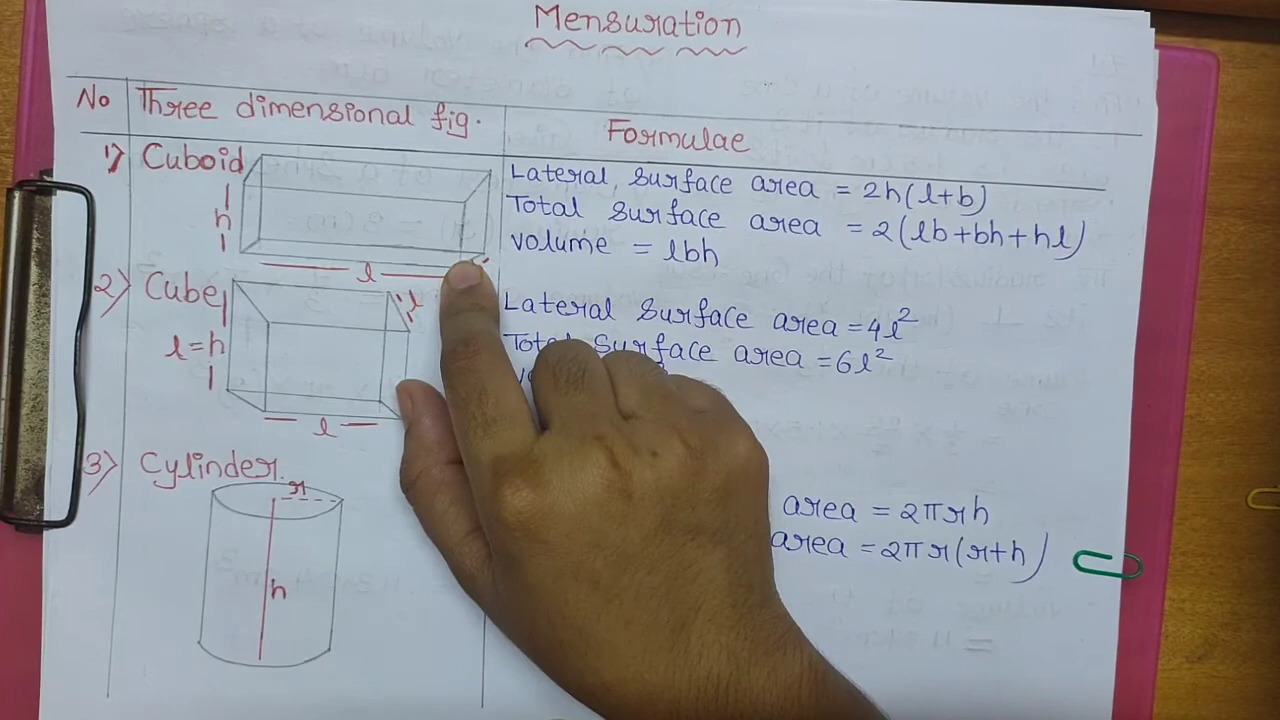 Mensuration
No Three dimensional fig. Formulae
1) Cuboid
h
l
Lateral surface area = 2h(l+b)
Total surface area = 2(lb+bh+hl)
volume = lbh
2) Cube
l
l=h
l
Lateral surface area = 4l²
Total surface area = 6l²
3) Cylinder.
r
h
area = 2πrh
area = 2πr(r+h)